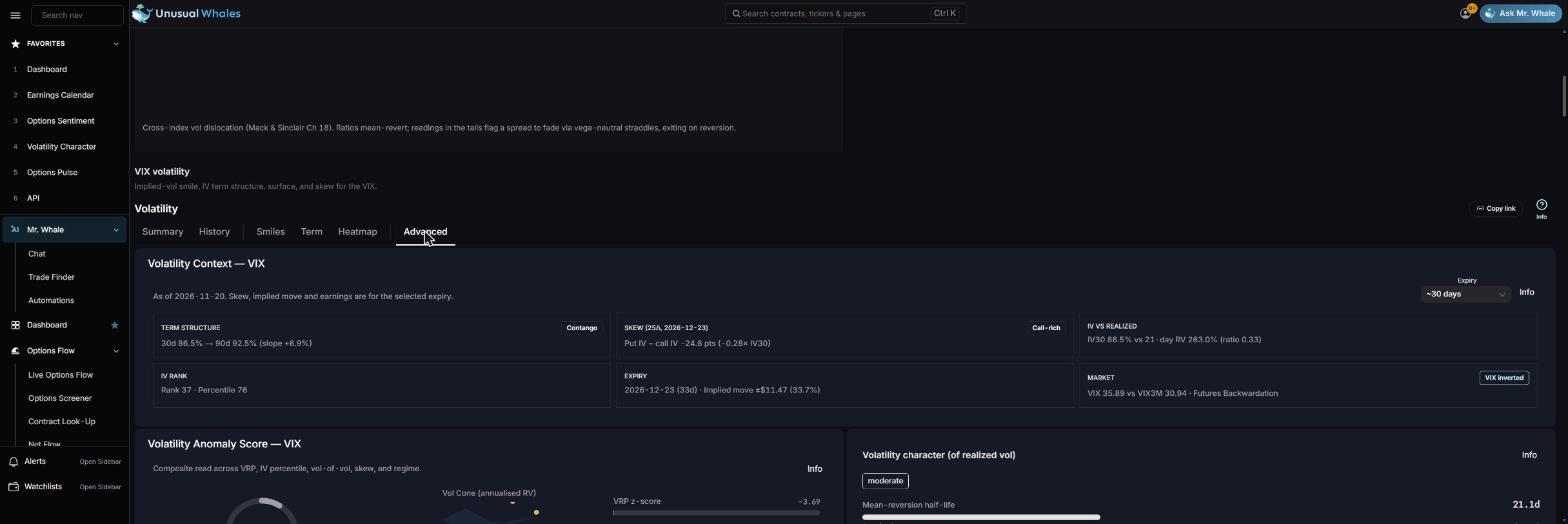 Search nav
Unusual Whales
Search contracts, tickers & pages
Ctrl K
9+
Ask Mr. Whale
FAVORITES
1 Dashboard
2 Earnings Calendar
3 Options Sentiment
4 Volatility Character
5 Options Pulse
6 API
AI Mr. Whale
Chat
Trade Finder
Automations
Dashboard
Options Flow
Live Options Flow
Options Screener
Contract Look-Up
Net Flow
Alerts Open Sidebar
Watchlists Open Sidebar
Cross-index vol dislocation (Mack & Sinclair Ch 18). Ratios mean-revert; readings in the tails flag a spread to fade via vega-neutral straddles, exiting on reversion.
VIX volatility
Implied-vol smile, IV term structure, surface, and skew for the VIX.
Volatility
Copy link
Info
Summary History Smiles Term Heatmap Advanced
Volatility Context — VIX
As of 2026-11-20. Skew, implied move and earnings are for the selected expiry.
Expiry
~30 days
Info
TERM STRUCTURE Contango
30d 86.5% → 90d 92.5% (slope +6.9%)
SKEW (25Δ, 2026-12-23) Call-rich
Put IV − call IV −24.6 pts (−0.28× IV30)
IV VS REALIZED
IV30 86.5% vs 21-day RV 263.0% (ratio 0.33)
IV RANK
Rank 37 · Percentile 76
EXPIRY
2026-12-23 (33d) · Implied move ±$11.47 (33.7%)
MARKET VIX inverted
VIX 35.89 vs VIX3M 30.94 · Futures Backwardation
Volatility Anomaly Score — VIX
Composite read across VRP, IV percentile, vol-of-vol, skew, and regime.
Info
Vol Cone (annualised RV)
VRP z-score −3.69
Volatility character (of realized vol)
Info
moderate
Mean-reversion half-life 21.1d